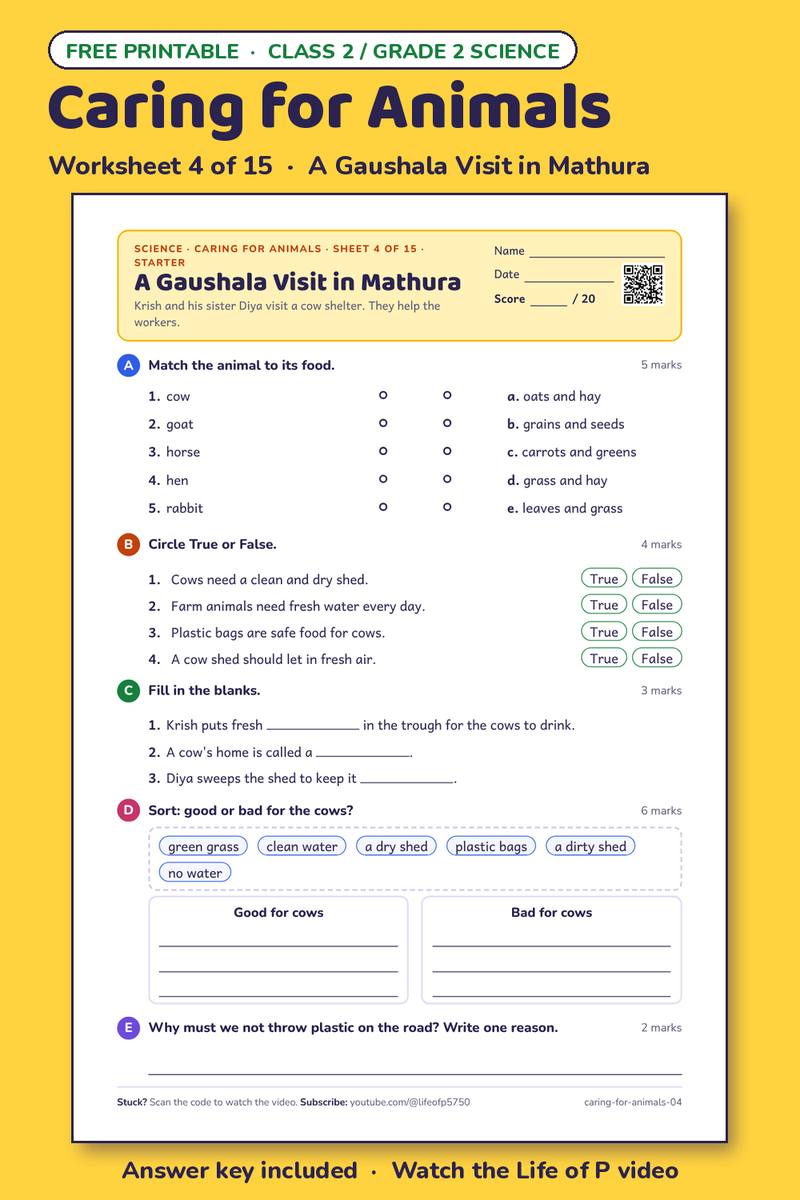 FREE PRINTABLE · CLASS 2 / GRADE 2 SCIENCE
Caring for Animals
Worksheet 4 of 15 · A Gaushala Visit in Mathura
SCIENCE · CARING FOR ANIMALS · SHEET 4 OF 15 ·
STARTER
A Gaushala Visit in Mathura
Krish and his sister Diya visit a cow shelter. They help the
workers.
Name
Date
Score / 20
A Match the animal to its food. 5 marks
1. cow a. oats and hay
2. goat b. grains and seeds
3. horse c. carrots and greens
4. hen d. grass and hay
5. rabbit e. leaves and grass
B Circle True or False. 4 marks
1. Cows need a clean and dry shed. True False
2. Farm animals need fresh water every day. True False
3. Plastic bags are safe food for cows. True False
4. A cow shed should let in fresh air. True False
C Fill in the blanks. 3 marks
1. Krish puts fresh ____________ in the trough for the cows to drink.
2. A cow's home is called a ____________.
3. Diya sweeps the shed to keep it ____________.
D Sort: good or bad for the cows? 6 marks
green grass clean water a dry shed plastic bags a dirty shed
no water
Good for cows Bad for cows
E Why must we not throw plastic on the road? Write one reason. 2 marks
Stuck? Scan the code to watch the video. Subscribe: youtube.com/@lifeofp5750 caring-for-animals-04
Answer key included · Watch the Life of P video